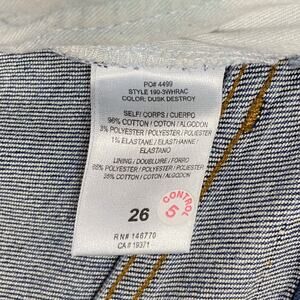 PO# 4499
STYLE 190-3WHRAC
COLOR: DUSK DESTROY
SELF / CORPS / CUERPO
96% COTTON / COTON / ALGODON
3% POLYESTER / POLYESTER / POLIESTER
1% ELASTANE / ELASTHANNE /
ELASTANO
LINING / DOUBLURE / FORRO
65% POLYESTER / POLYESTER / POLIESTER
35% COTTON / COTON / ALGODON
26
CONTROL
5
RN# 146770
CA# 19371